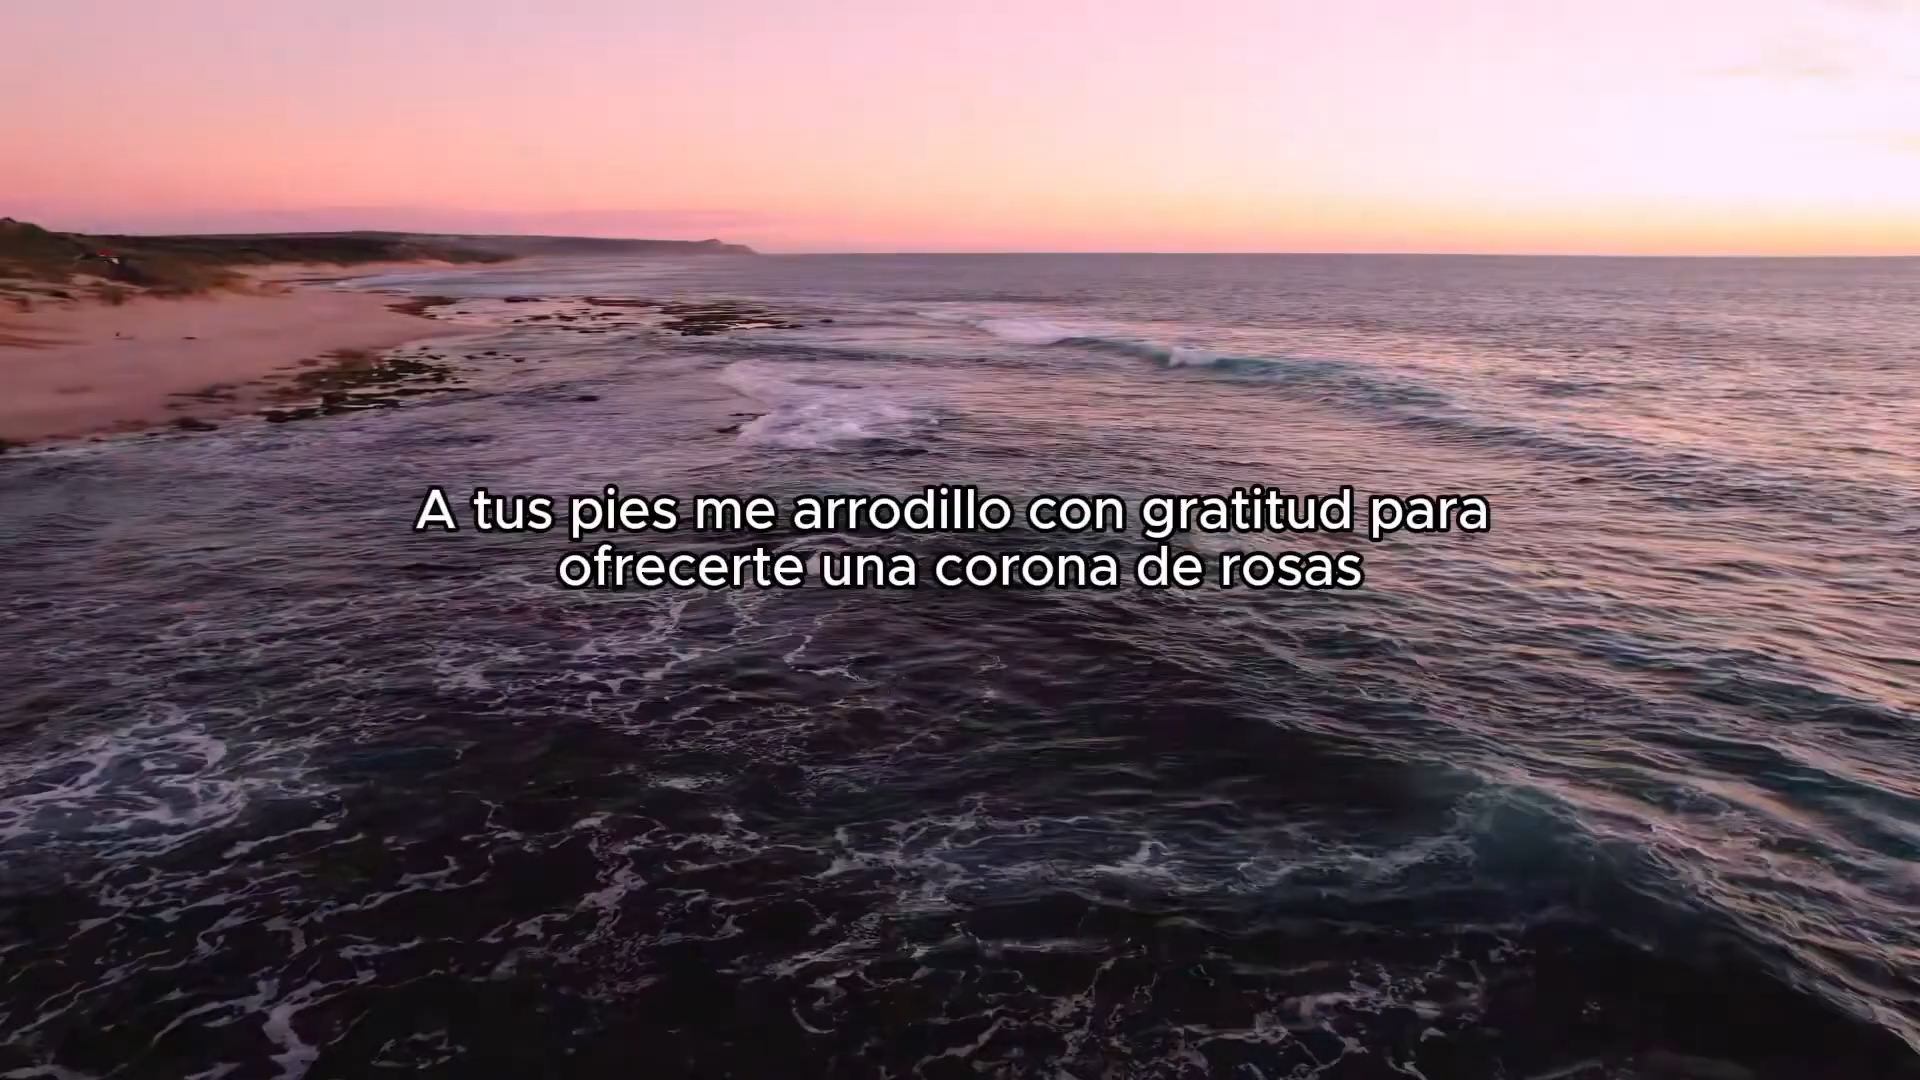 A tus pies me arrodillo con gratitud para
ofrecerte una corona de rosas